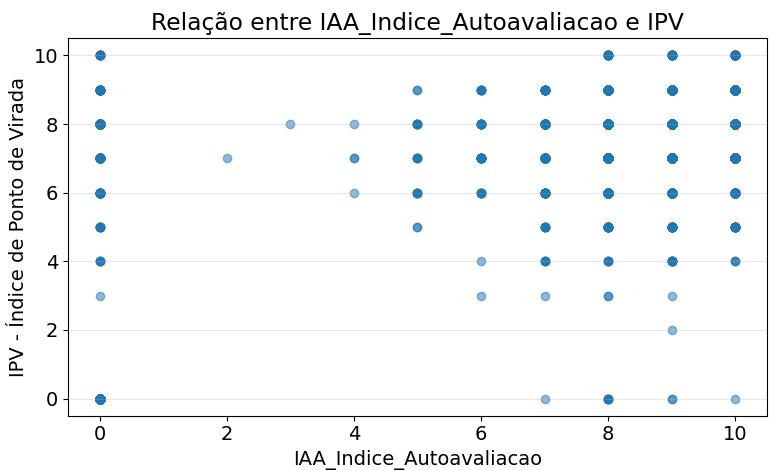 Relação entre IAA_Indice_Autoavaliacao e IPV
IPV - Índice de Ponto de Virada
10
8
6
4
2
0
0 2 4 6 8 10
IAA_Indice_Autoavaliacao